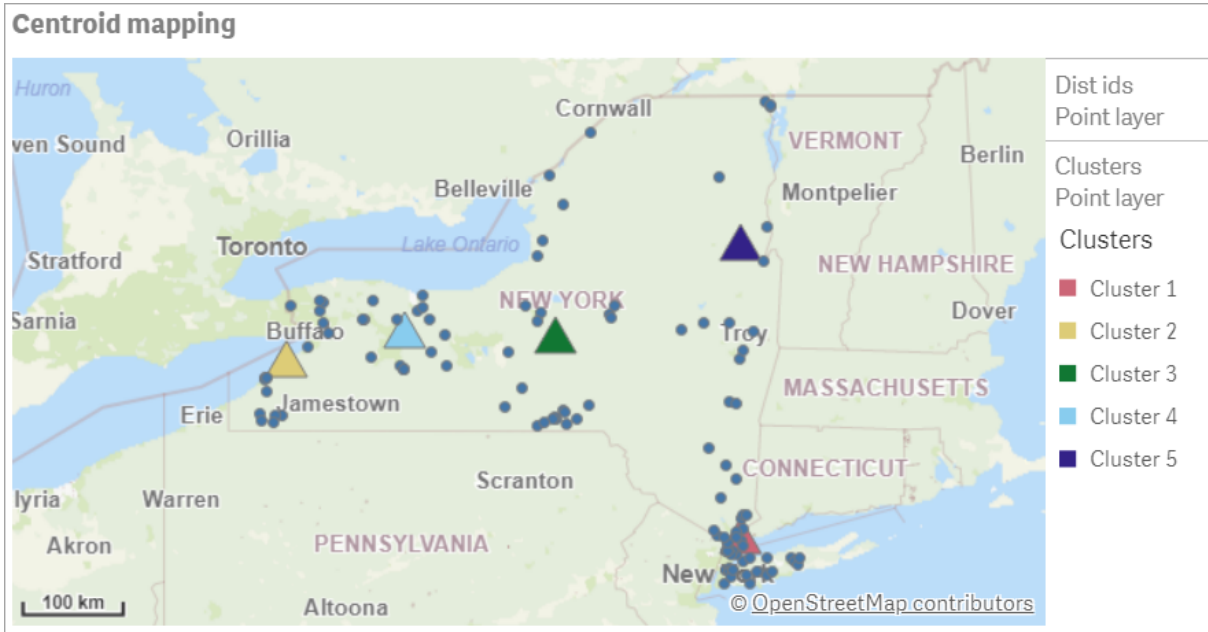 Centroid mapping
Huron
Cornwall
Orillia
wen Sound
VERMONT
Berlin
Belleville
Montpelier
Toronto
Lake Ontario
Stratford
NEW HAMPSHIRE
NEW YORK
Sarnia
Buffalo
Troy
Dover
MASSACHUSETTS
Jamestown
Erie
CONNECTICUT
Scranton
lyria
Warren
Akron
PENNSYLVANIA
New York
100 km
Altoona
© OpenStreetMap contributors
Dist ids
Point layer
Clusters
Point layer
Clusters
Cluster 1
Cluster 2
Cluster 3
Cluster 4
Cluster 5